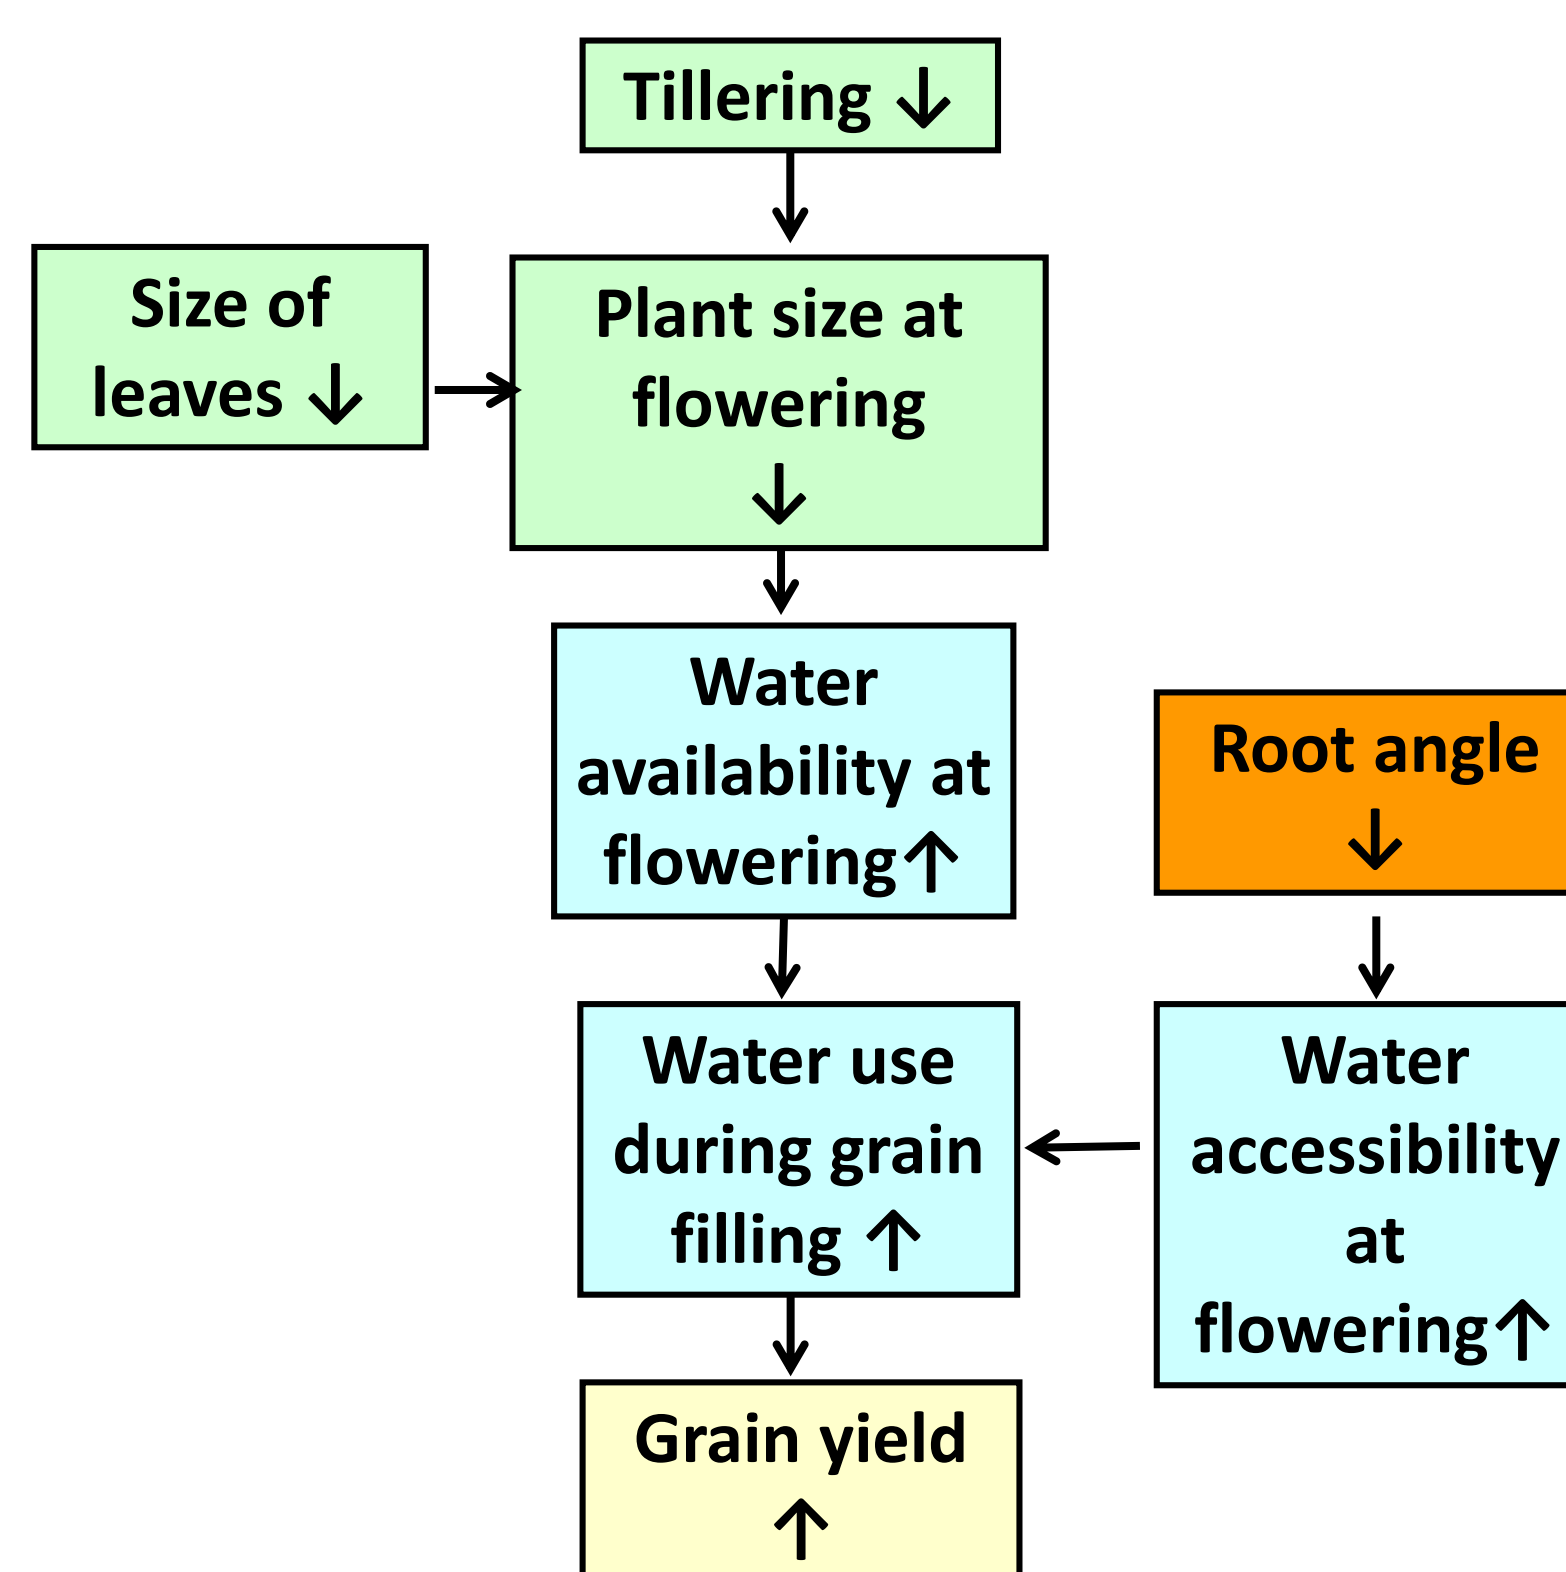 Tillering ↓
Size of
leaves ↓
Plant size at
flowering
↓
Water
availability at
flowering↑
Root angle
↓
Water use
during grain
filling ↑
Water
accessibility
at
flowering↑
Grain yield
↑